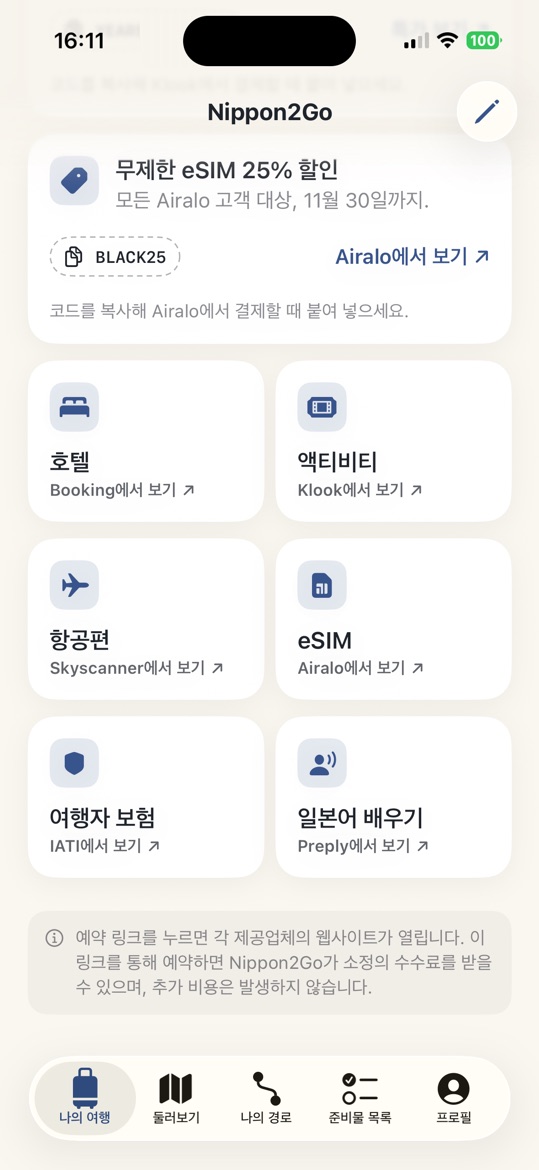 16:11
100
Nippon2Go
무제한 eSIM 25% 할인
모든 Airalo 고객 대상, 11월 30일까지.
BLACK25
Airalo에서 보기 ↗
코드를 복사해 Airalo에서 결제할 때 붙여 넣으세요.
호텔
Booking에서 보기 ↗
액티비티
Klook에서 보기 ↗
항공편
Skyscanner에서 보기 ↗
eSIM
Airalo에서 보기 ↗
여행자 보험
IATI에서 보기 ↗
일본어 배우기
Preply에서 보기 ↗
예약 링크를 누르면 각 제공업체의 웹사이트가 열립니다. 이
링크를 통해 예약하면 Nippon2Go가 소정의 수수료를 받을
수 있으며, 추가 비용은 발생하지 않습니다.
나의 여행
둘러보기
나의 경로
준비물 목록
프로필